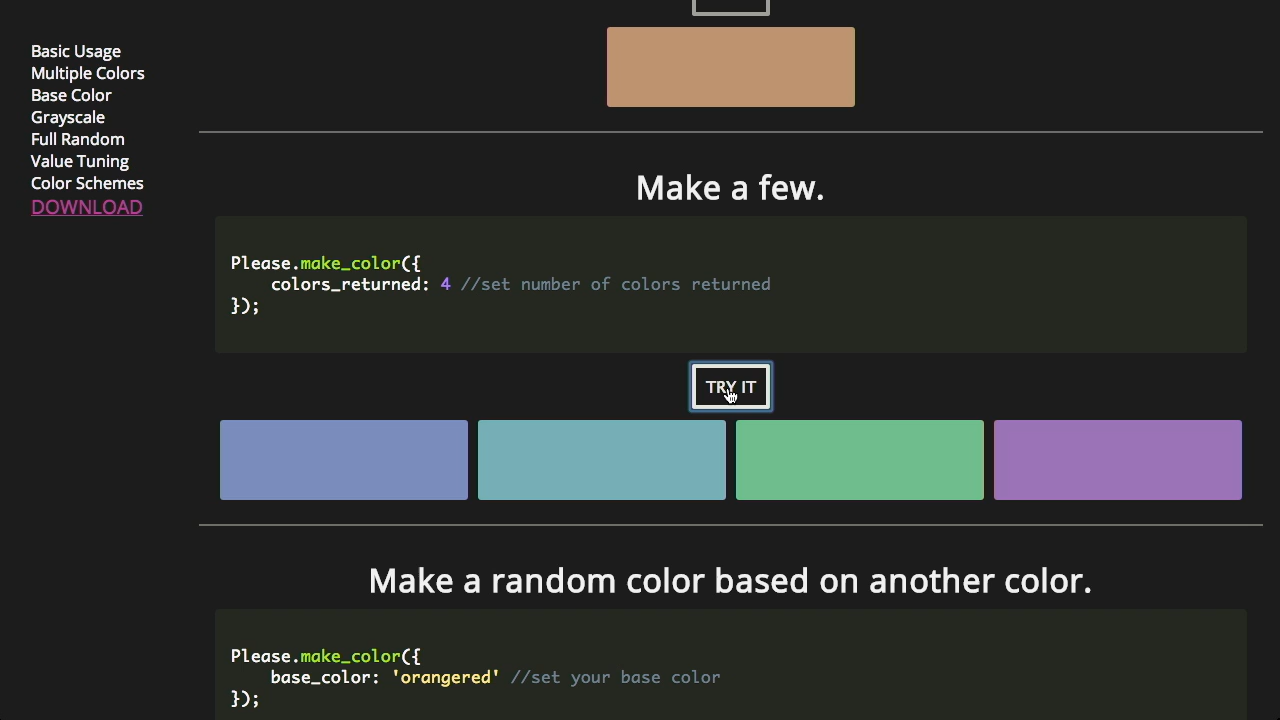 Basic Usage
Multiple Colors
Base Color
Grayscale
Full Random
Value Tuning
Color Schemes
DOWNLOAD
Make a few.
Please.make_color({
    colors_returned: 4 //set number of colors returned
});
TRY IT
Make a random color based on another color.
Please.make_color({
    base_color: 'orangered' //set your base color
});